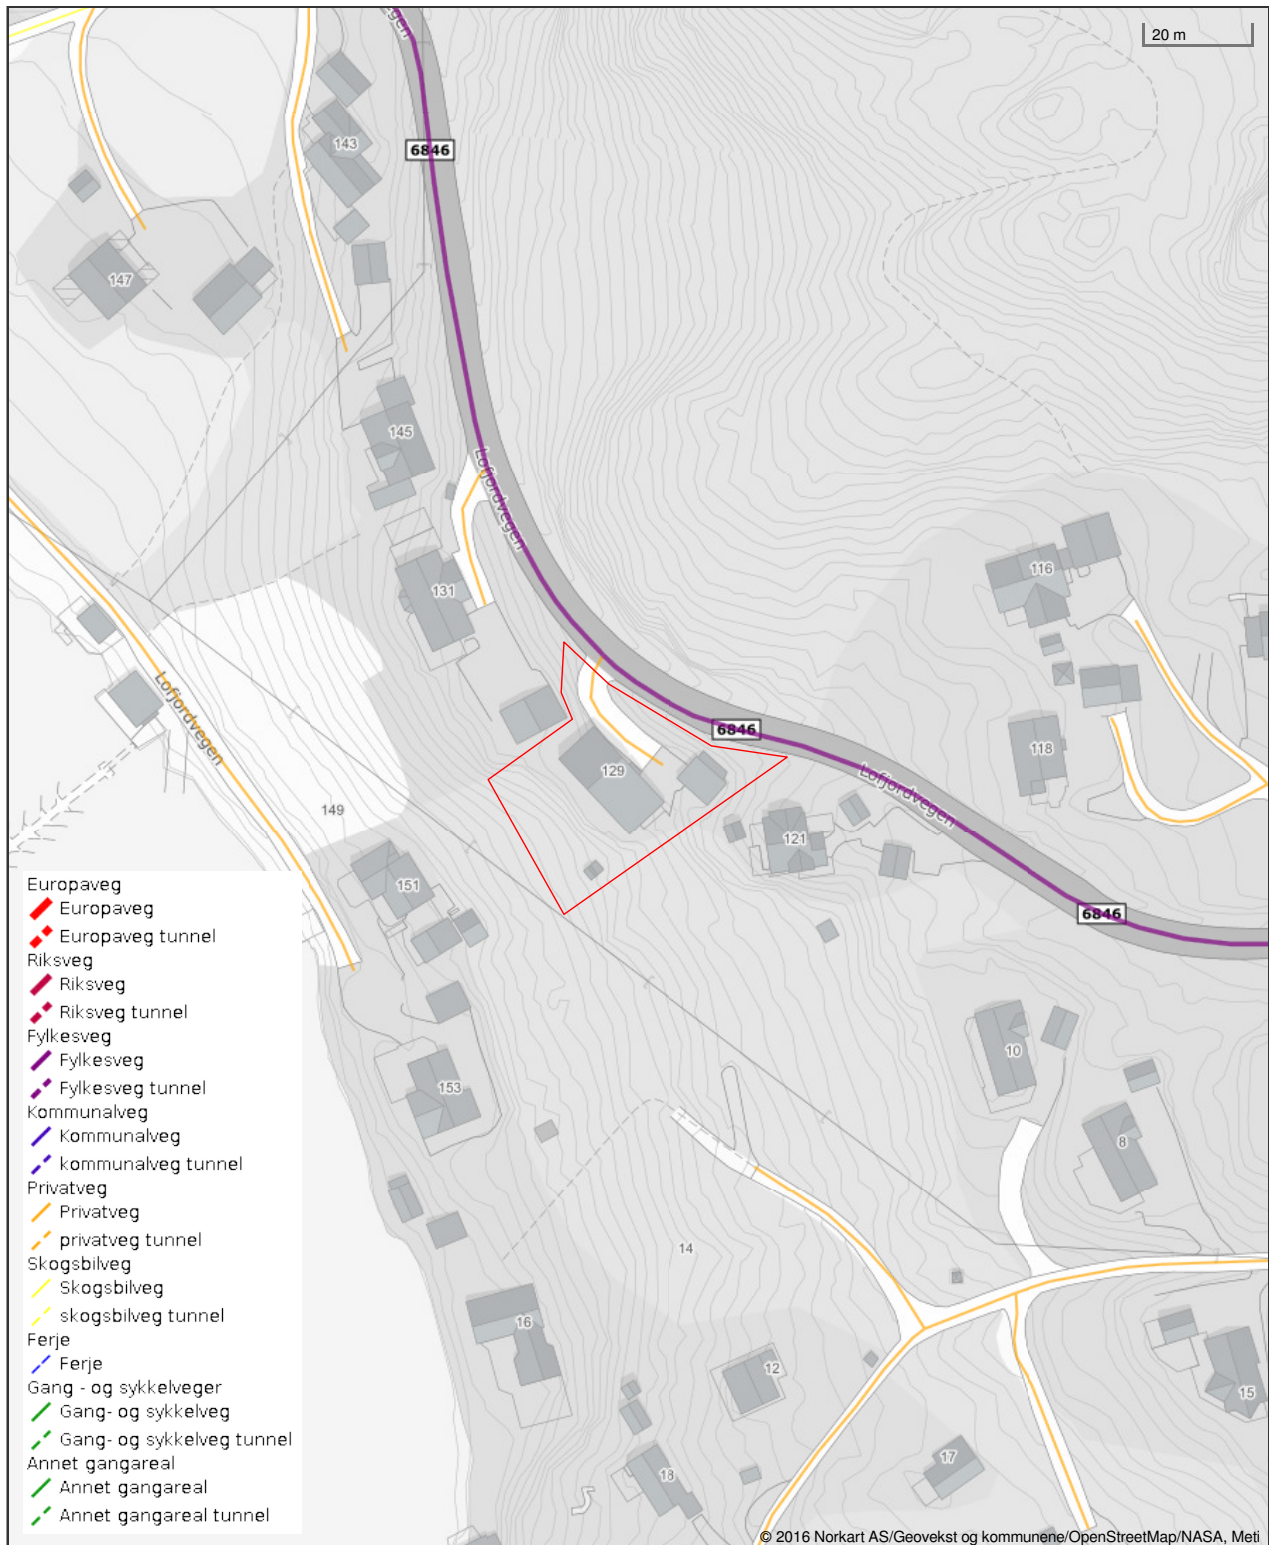 egen
20 m
143
6846
147
145
Lofjordvegen
116
131
Lofjordvegen
6846
118
129
Lofjordvegen
149
121
151
6846
10
153
8
14
16
12
15
17
18
Europaveg
Europaveg
Europaveg tunnel
Riksveg
Riksveg
Riksveg tunnel
Fylkesveg
Fylkesveg
Fylkesveg tunnel
Kommunalveg
Kommunalveg
kommunalveg tunnel
Privatveg
Privatveg
privatveg tunnel
Skogsbilveg
Skogsbilveg
skogsbilveg tunnel
Ferje
Ferje
Gang - og sykkelveger
Gang- og sykkelveg
Gang- og sykkelveg tunnel
Annet gangareal
Annet gangareal
Annet gangareal tunnel
© 2016 Norkart AS/Geovekst og kommunene/OpenStreetMap/NASA, Meti